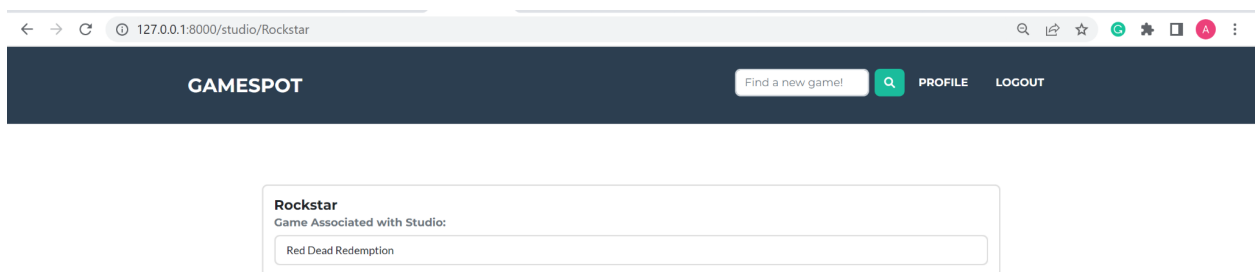 127.0.0.1:8000/studio/Rockstar
G
A
GAMESPOT
Find a new game!
PROFILE
LOGOUT
Rockstar
Game Associated with Studio:
Red Dead Redemption